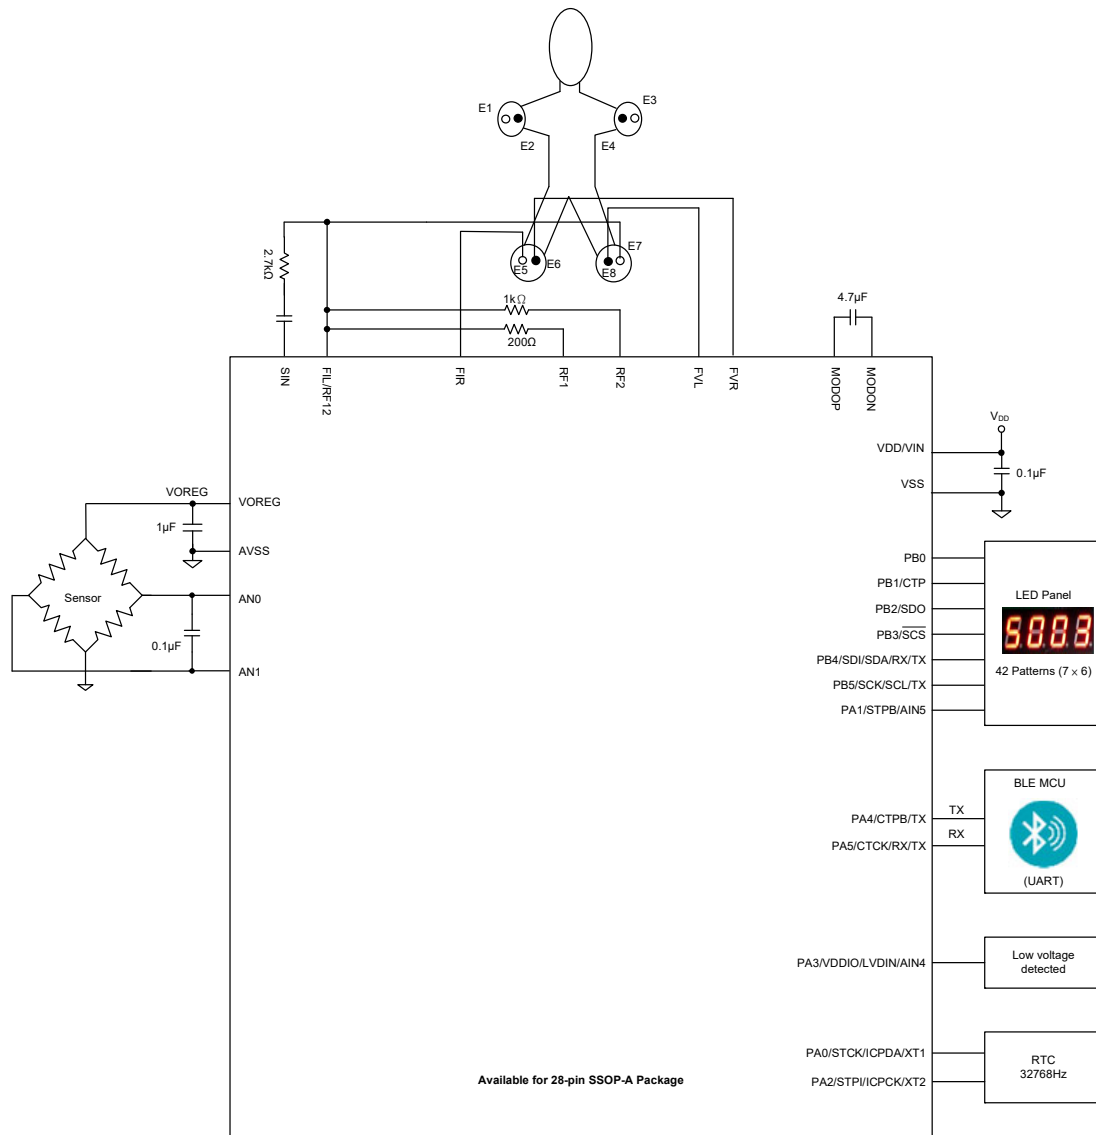 E1
E3
E2
E4
E7
E5
E6
E8
2.7kΩ
1kΩ
200Ω
4.7µF
SIN
FIL/RF12
FIR
RF1
RF2
FVL
FVR
MODOP
MODON
VDD
VDD/VIN
0.1µF
VSS
VOREG
VOREG
1µF
AVSS
Sensor
AN0
0.1µF
AN1
PB0
PB1/CTP
PB2/SDO
PB3/SCS
PB4/SDI/SDA/RX/TX
PB5/SCK/SCL/TX
PA1/STPB/AIN5
LED Panel
5003
42 Patterns (7 x 6)
BLE MCU
PA4/CTPB/TX
TX
PA5/CTCK/RX/TX
RX
(UART)
PA3/VDDIO/LVDIN/AIN4
Low voltage
detected
PA0/STCK/ICPDA/XT1
PA2/STPI/ICPCK/XT2
RTC
32768Hz
Available for 28-pin SSOP-A Package